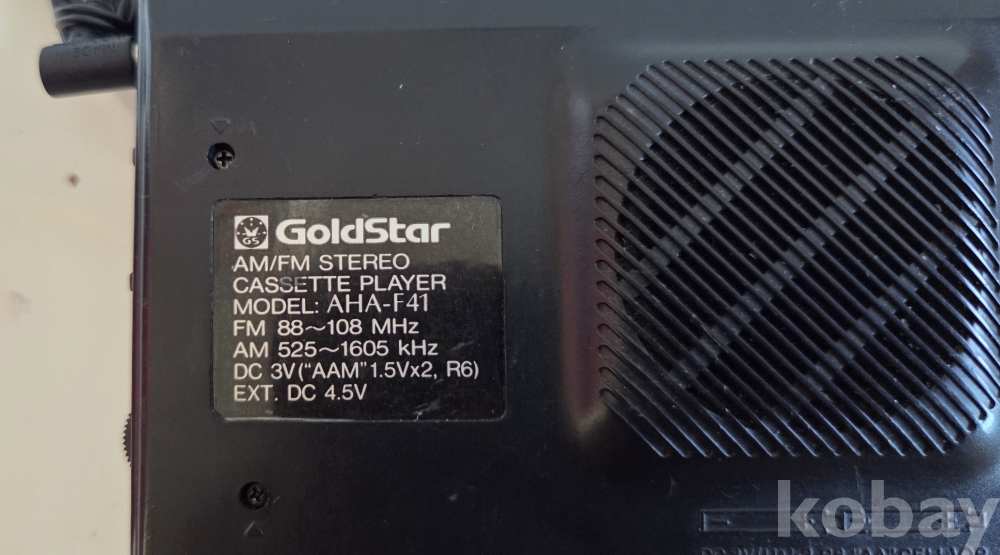 GS GoldStar
AM/FM STEREO
CASSETTE PLAYER
MODEL: AHA-F41
FM 88~108 MHz
AM 525~1605 kHz
DC 3V("AAM"1.5Vx2, R6)
EXT. DC 4.5V
kobay